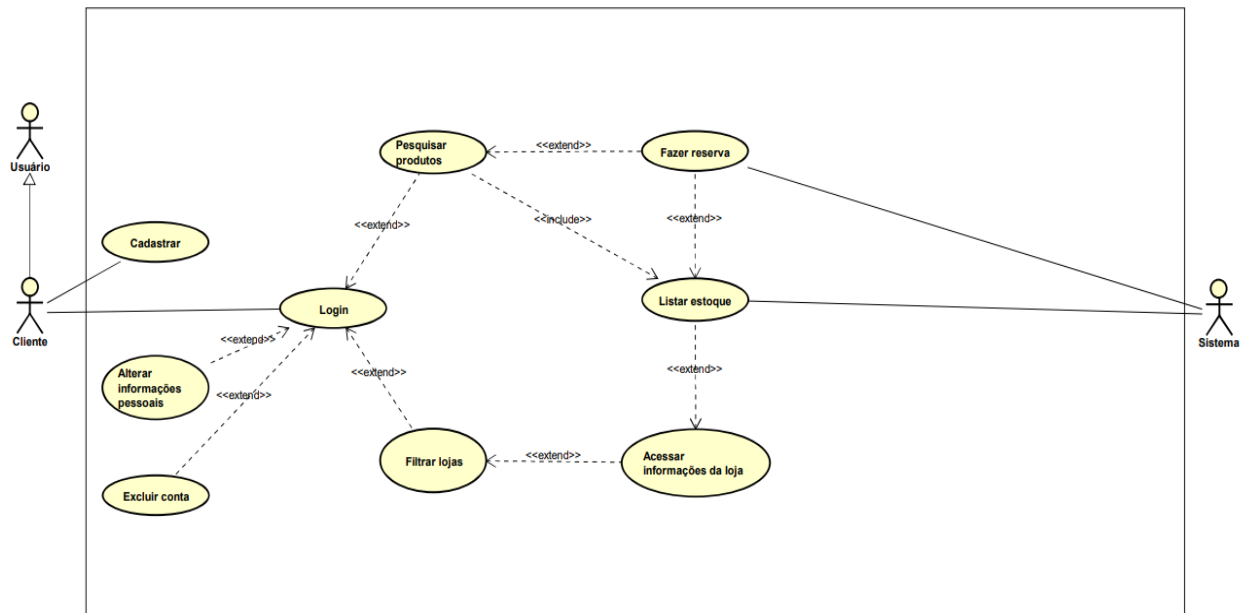 Usuário
Pesquisar
produtos
<<extend>>
Fazer reserva
<<extend>>
<<include>>
<<extend>>
Cadastrar
Cliente
Login
Listar estoque
Sistema
<<extend>>
Alterar
informações
pessoais
<<extend>>
<<extend>>
<<extend>>
Filtrar lojas
<<extend>>
Acessar
informações da loja
Excluir conta